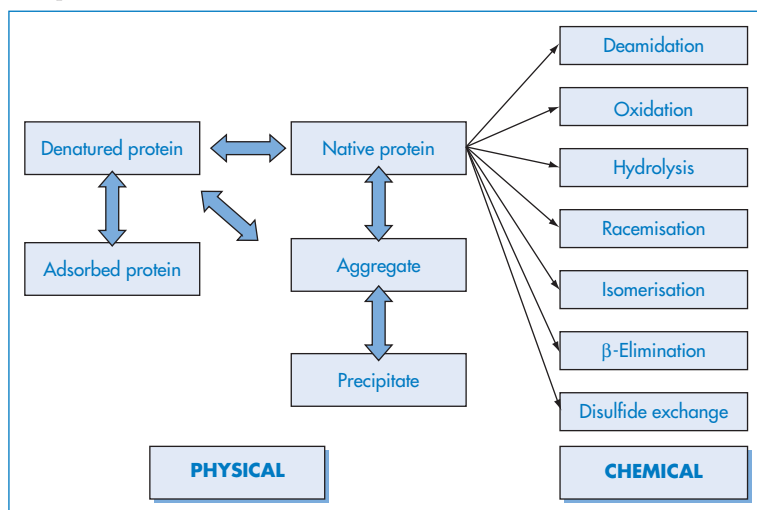 Deamidation
Oxidation
Denatured protein
Native protein
Hydrolysis
Racemisation
Adsorbed protein
Aggregate
Isomerisation
β-Elimination
Precipitate
Disulfide exchange
PHYSICAL
CHEMICAL